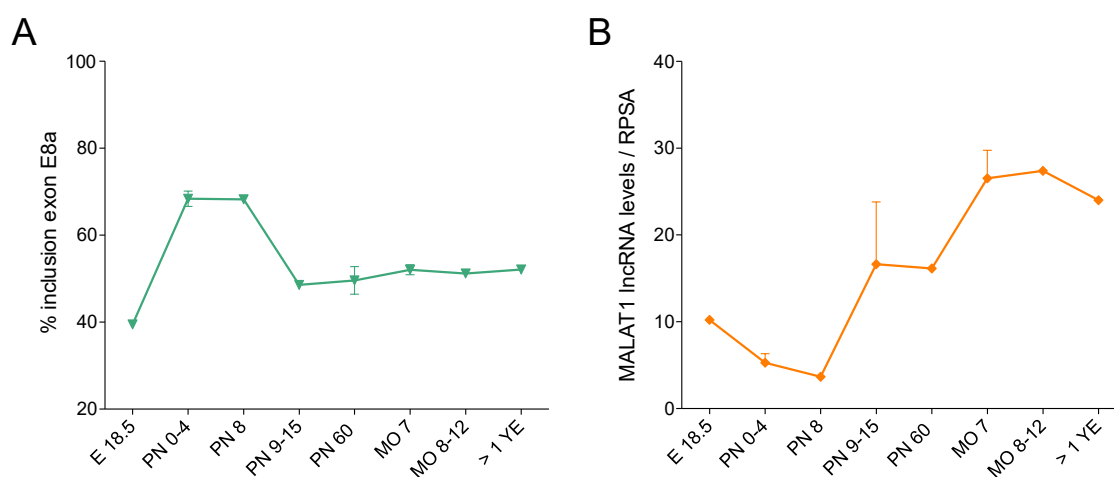 A
% inclusion exon E8a
100
80
60
40
20
E 18.5
PN 0-4
PN 8
PN 9-15
PN 60
MO 7
MO 8-12
> 1 YE
B
MALAT1 lncRNA levels / RPSA
40
30
20
10
0
E 18.5
PN 0-4
PN 8
PN 9-15
PN 60
MO 7
MO 8-12
> 1 YE